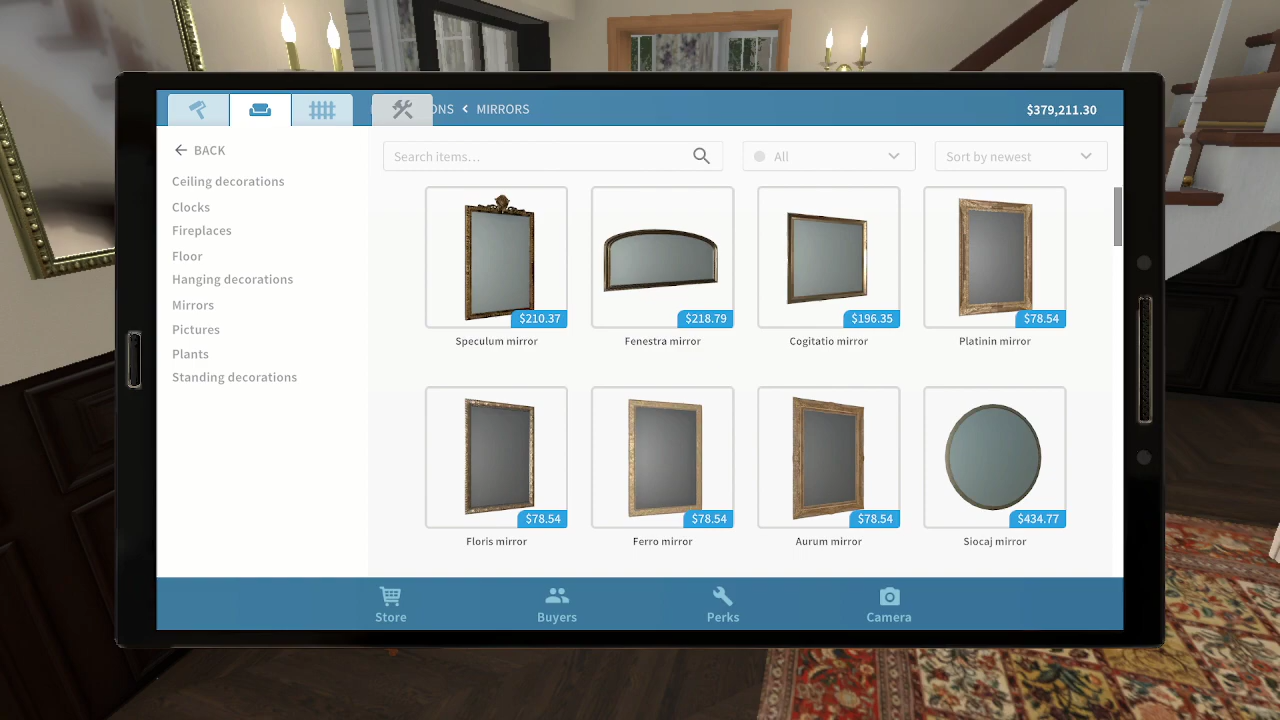 ONS < MIRRORS
$379,211.30
BACK
Search items...
All
Sort by newest
Ceiling decorations
Clocks
Fireplaces
Floor
Hanging decorations
Mirrors
Pictures
Plants
Standing decorations
$210.37
$218.79
$196.35
$78.54
Speculum mirror
Fenestra mirror
Cogitatio mirror
Platinin mirror
$78.54
$78.54
$78.54
$434.77
Floris mirror
Ferro mirror
Aurum mirror
Siocaj mirror
Store
Buyers
Perks
Camera